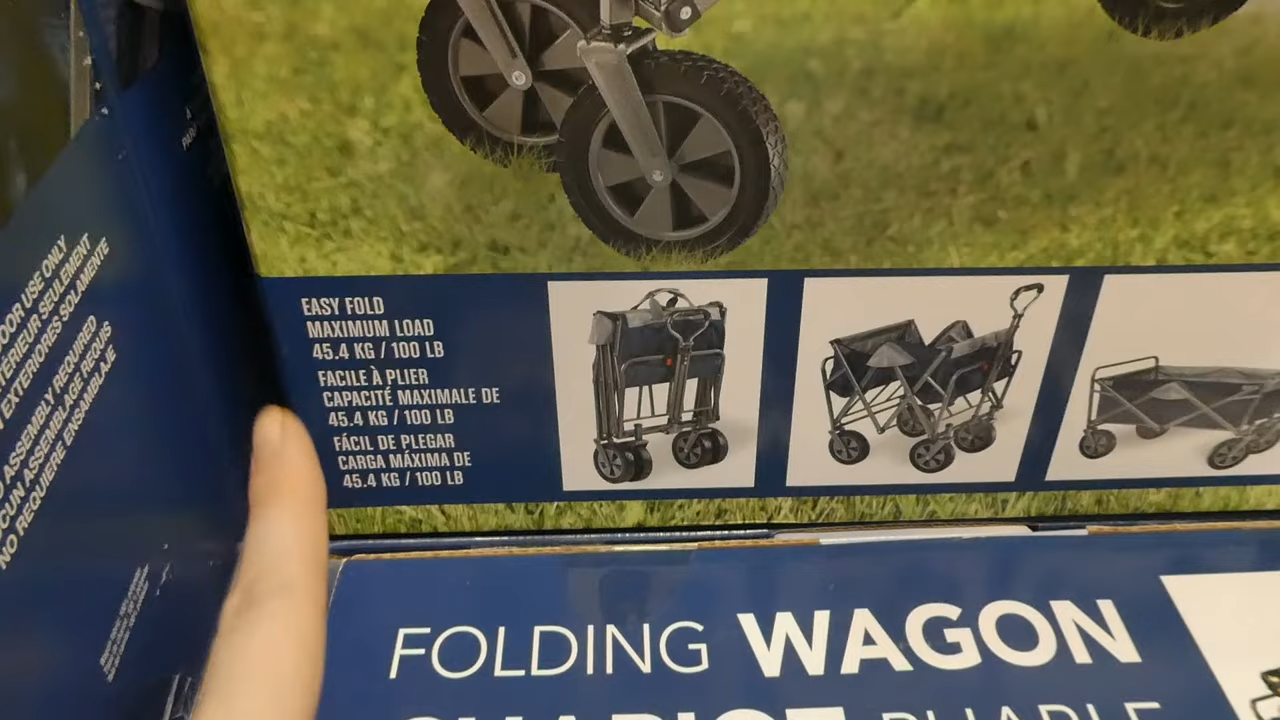 OOR USE ONLY
TÉRIEUR SEULEMENT
EXTERIORES SOLAMENTE
O ASSEMBLY REQUIRED
CUN ASSEMBLAGE REQUIS
NO REQUIERE ENSAMBLAJE
EASY FOLD
MAXIMUM LOAD
45.4 KG / 100 LB
FACILE À PLIER
CAPACITÉ MAXIMALE DE
45.4 KG / 100 LB
FÁCIL DE PLEGAR
CARGA MÁXIMA DE
45.4 KG / 100 LB
FOLDING WAGON
CHARIOT PLIABLE